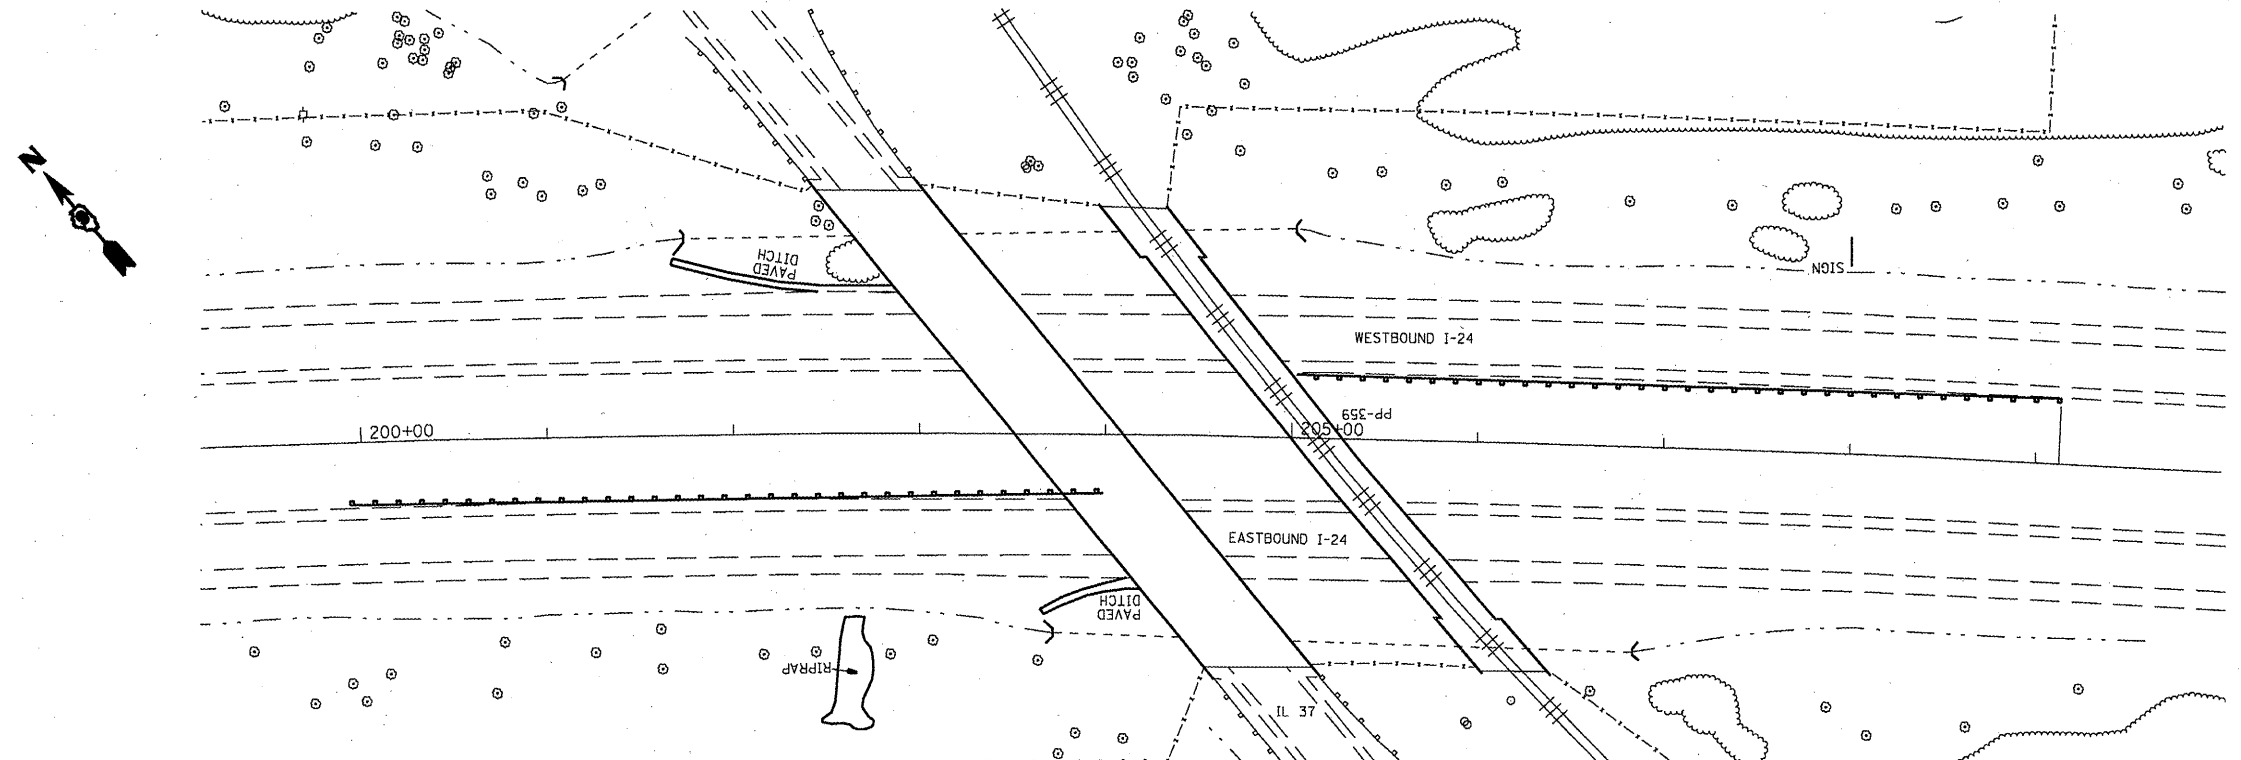 N
PAVED
DITCH
SIGN
WESTBOUND I-24
PP-359
200+00
205+00
EASTBOUND I-24
PAVED
DITCH
RIPRAP
IL 37